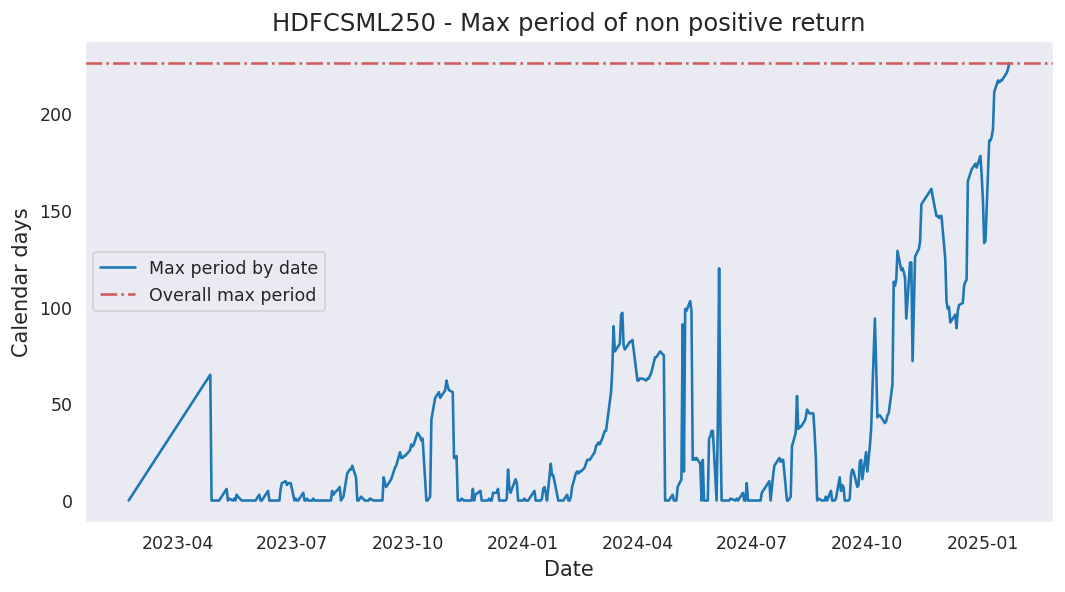 HDFCSML250 - Max period of non positive return
Calendar days
200
150
100
50
0
Max period by date
Overall max period
2023-04 2023-07 2023-10 2024-01 2024-04 2024-07 2024-10 2025-01
Date